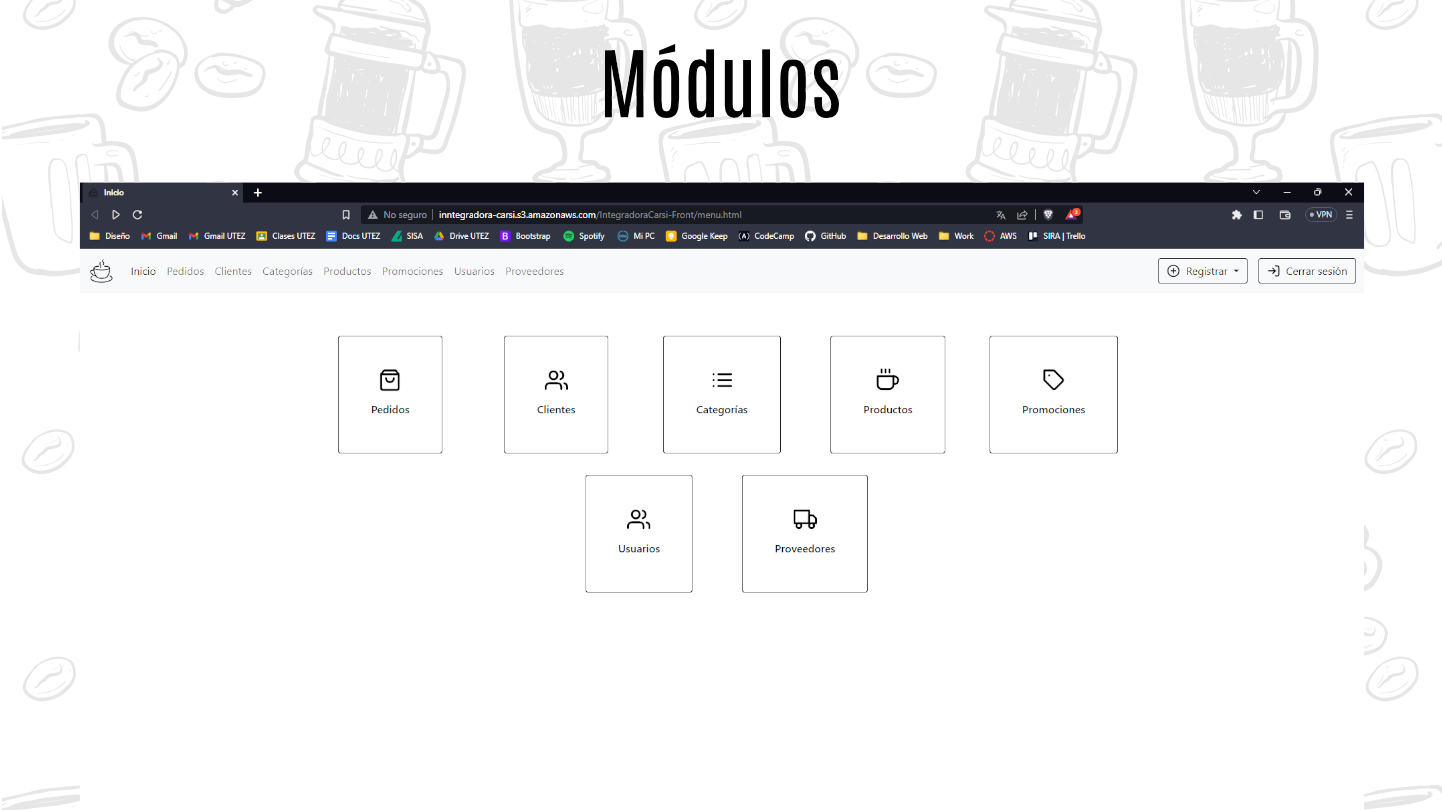 Módulos
Inicio
No seguro inntegradora-carsi.s3.amazonaws.com/IntegradoraCarsi-Front/menu.html 2 VPN
Diseño Gmail Gmail UTEZ Clases UTEZ Docs UTEZ SISA Drive UTEZ Bootstrap Spotify Mi PC Google Keep CodeCamp GitHub Desarrollo Web Work AWS SIRA | Trello
Inicio Pedidos Clientes Categorías Productos Promociones Usuarios Proveedores Registrar Cerrar sesión
Pedidos Clientes Categorías Productos Promociones
Usuarios Proveedores